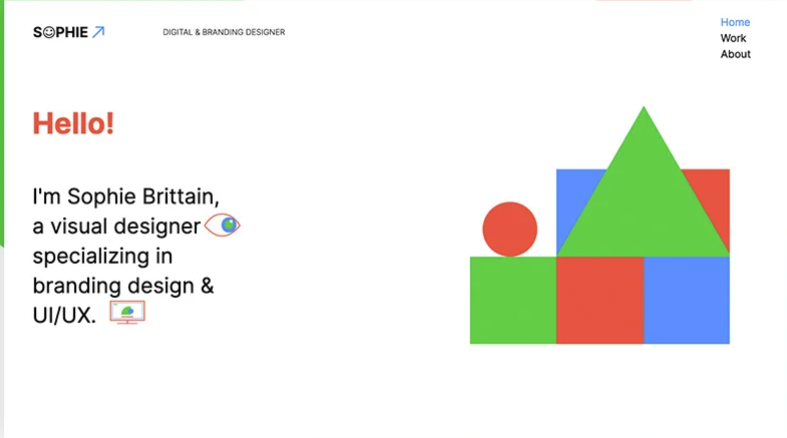 S☺PHIE ↗
DIGITAL & BRANDING DESIGNER
Home
Work
About
Hello!
I'm Sophie Brittain,
a visual designer
specializing in
branding design &
UI/UX.